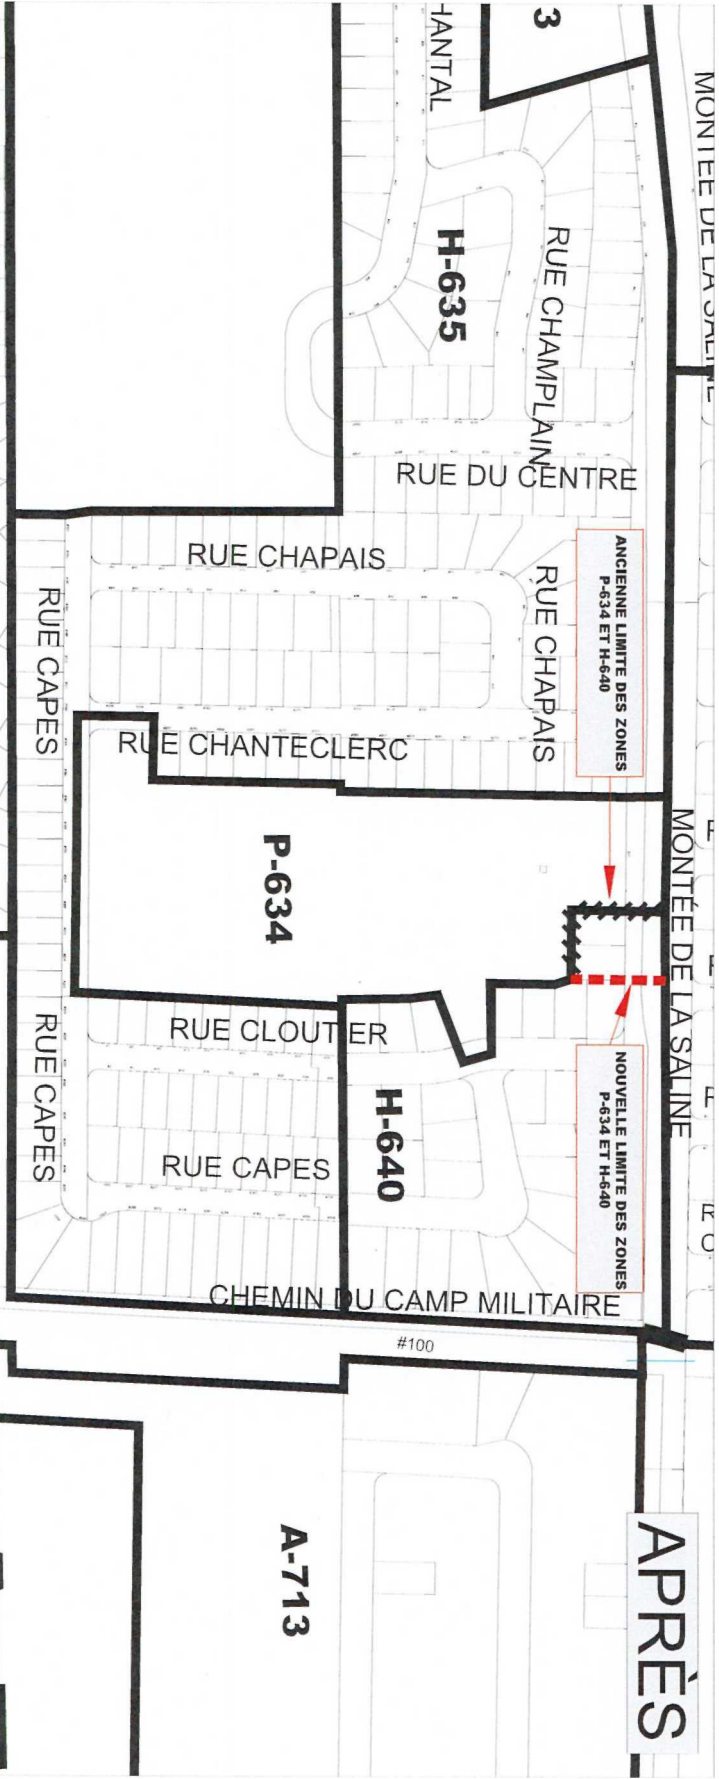 APRÈS
MONTÉE DE LA SALINE
MONTÉE DE LA SALINE
3
HANTAL
H-635
RUE CHAMPLAIN
RUE DU CENTRE
ANCIENNE LIMITE DES ZONES
P-634 ET H-640
RUE CHAPAIS
RUE CHAPAIS
RUE CHANTECLERC
RUE CAPES
P-634
NOUVELLE LIMITE DES ZONES
P-634 ET H-640
RUE CLOUTIER
H-640
RUE CAPES
RUE CAPES
CHEMIN DU CAMP MILITAIRE
#100
A-713